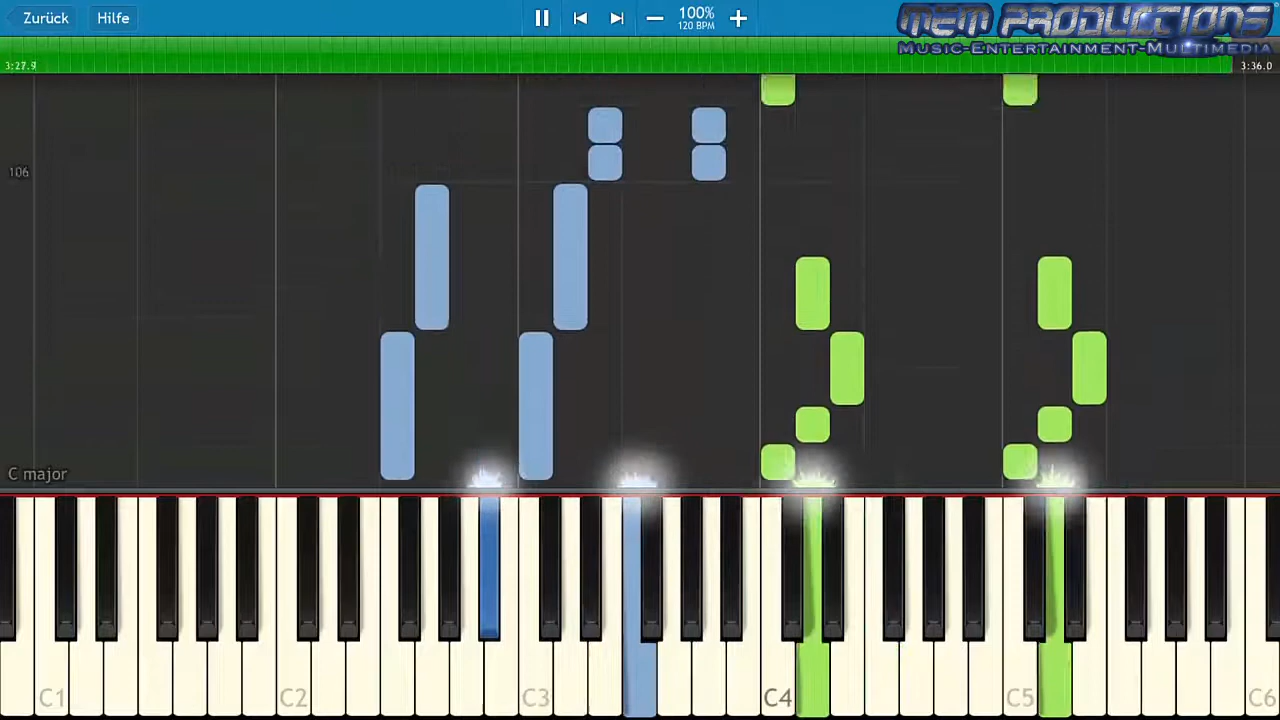 Zurück
Hilfe
100%
120 BPM
MEM PRODUCTIONS
Music-Entertainment-Multimedia
3:27.9
3:36.0
106
C major
C1
C2
C3
C4
C5
C6